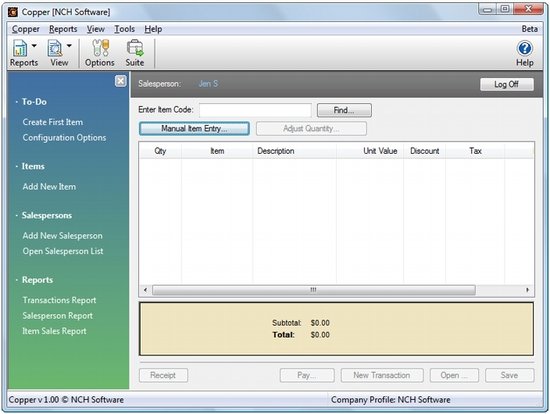 Copper [NCH Software]
Copper Reports View Tools Help Beta
Reports View Options Suite Help
Salesperson: Jen S Log Off
Enter Item Code: Find...
Manual Item Entry... Adjust Quantity...
Qty Item Description Unit Value Discount Tax
To-Do
Create First Item
Configuration Options
Items
Add New Item
Salespersons
Add New Salesperson
Open Salesperson List
Reports
Transactions Report
Salesperson Report
Item Sales Report
Subtotal: $0.00
Total: $0.00
Receipt Pay... New Transaction Open ... Save
Copper v 1.00 © NCH Software Company Profile: NCH Software